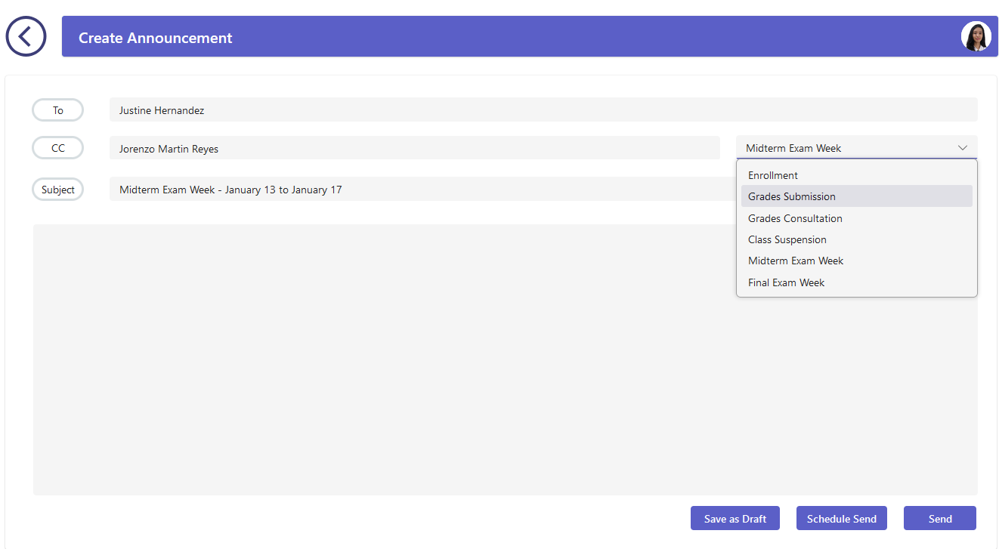 Create Announcement
To
Justine Hernandez
CC
Jorenzo Martin Reyes
Midterm Exam Week
Subject
Midterm Exam Week - January 13 to January 17
Enrollment
Grades Submission
Grades Consultation
Class Suspension
Midterm Exam Week
Final Exam Week
Save as Draft
Schedule Send
Send